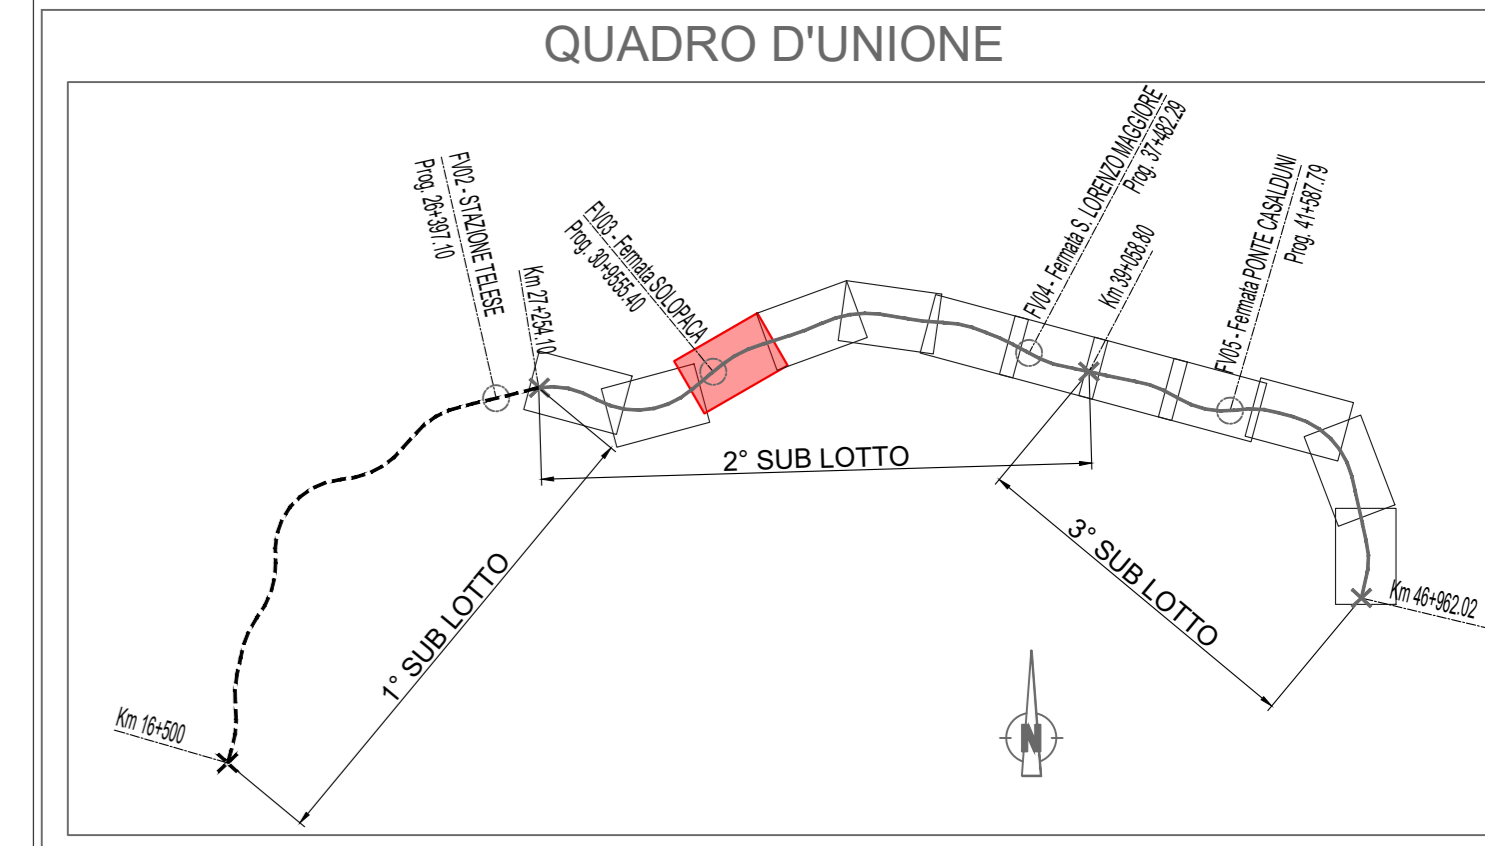 QUADRO D'UNIONE
FV02 - STAZIONE TELESE
Prog. 26+397.10
Km 27+254.10
FV03 - Fermata SOLOPACA
Prog. 30+9555.40
FV04 - Fermata S. LORENZO MAGGIORE
Prog. 37+482.29
Km 39+058.80
FV05 - Fermata PONTE CASALDUNI
Prog. 41+587.79
2° SUB LOTTO
1° SUB LOTTO
3° SUB LOTTO
Km 46+962.02
Km 16+500
N